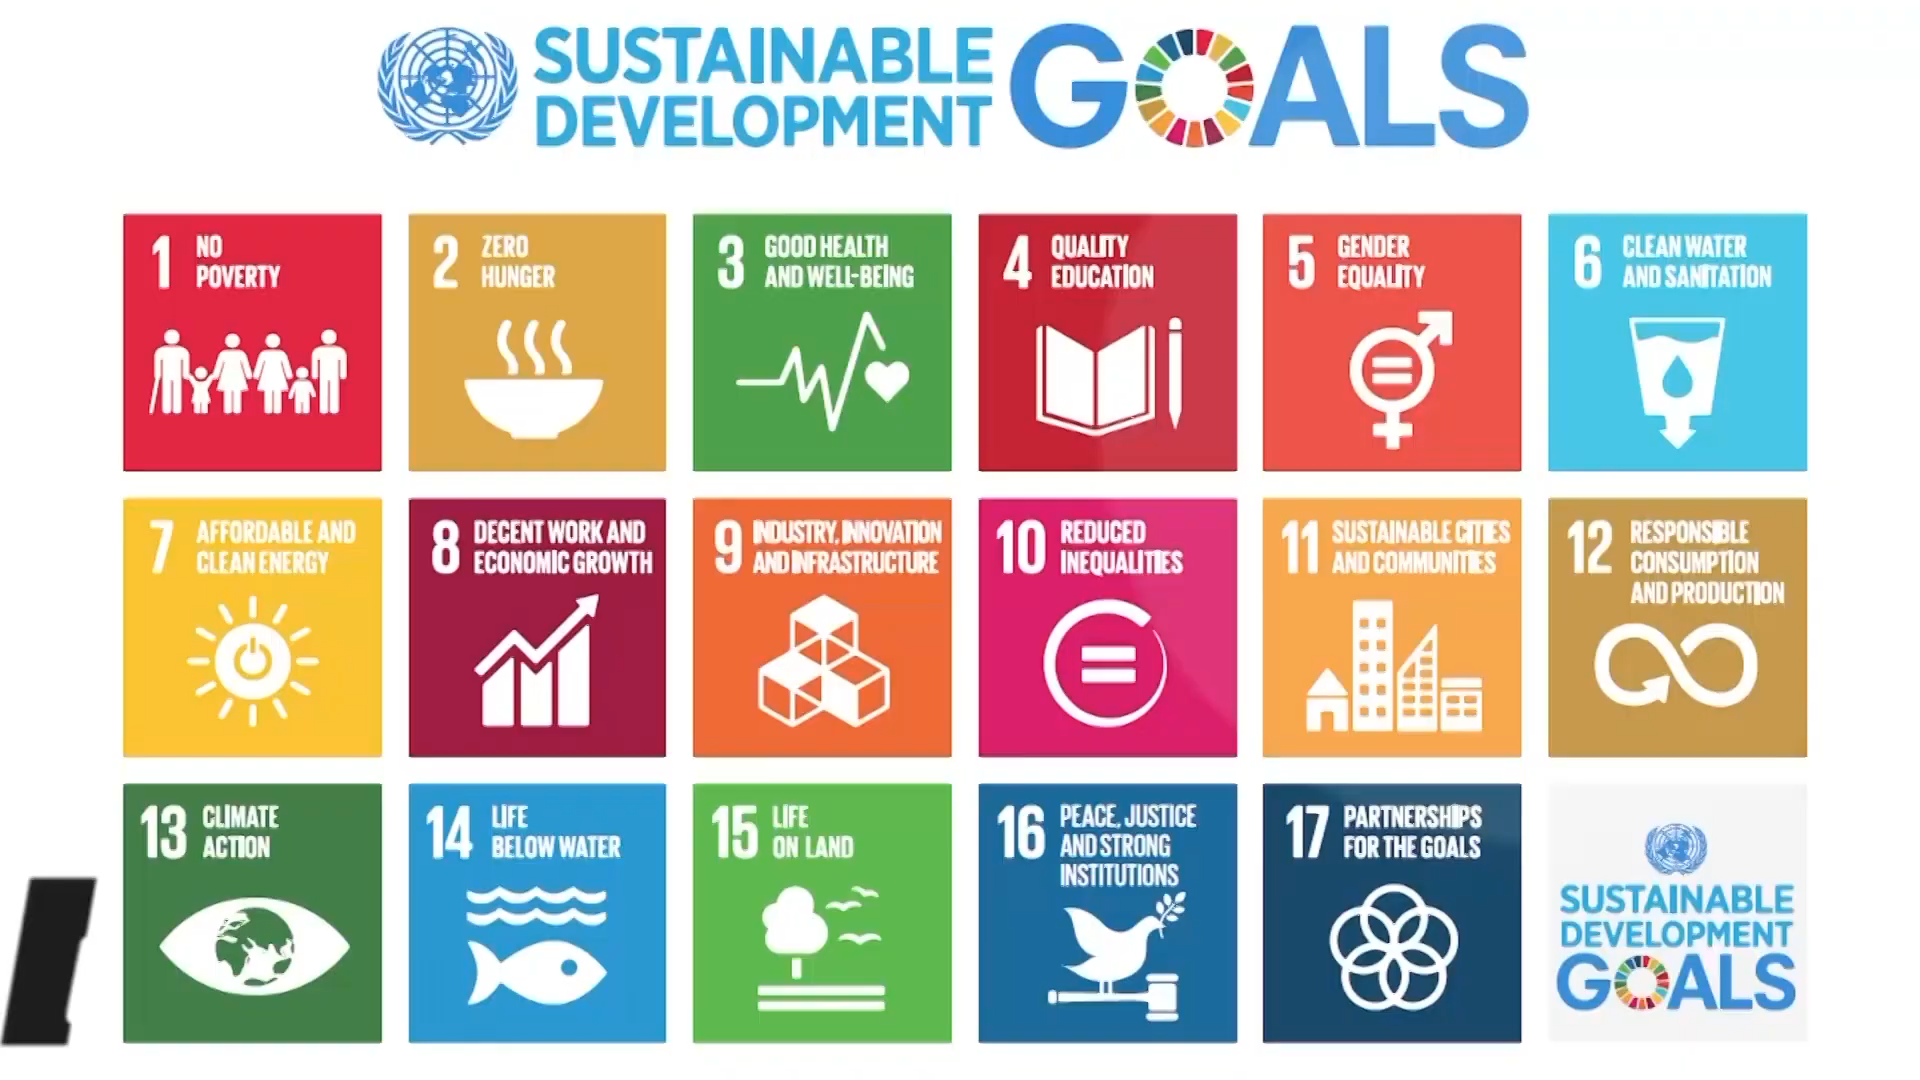 SUSTAINABLE
DEVELOPMENT
GOALS
1 NO
POVERTY
2 ZERO
HUNGER
3 GOOD HEALTH
AND WELL-BEING
4 QUALITY
EDUCATION
5 GENDER
EQUALITY
6 CLEAN WATER
AND SANITATION
7 AFFORDABLE AND
CLEAN ENERGY
8 DECENT WORK AND
ECONOMIC GROWTH
9 INDUSTRY, INNOVATION
AND INFRASTRUCTURE
10 REDUCED
INEQUALITIES
11 SUSTAINABLE CITIES
AND COMMUNITIES
12 RESPONSIBLE
CONSUMPTION
AND PRODUCTION
13 CLIMATE
ACTION
14 LIFE
BELOW WATER
15 LIFE
ON LAND
16 PEACE, JUSTICE
AND STRONG
INSTITUTIONS
17 PARTNERSHIPS
FOR THE GOALS
SUSTAINABLE
DEVELOPMENT
GOALS